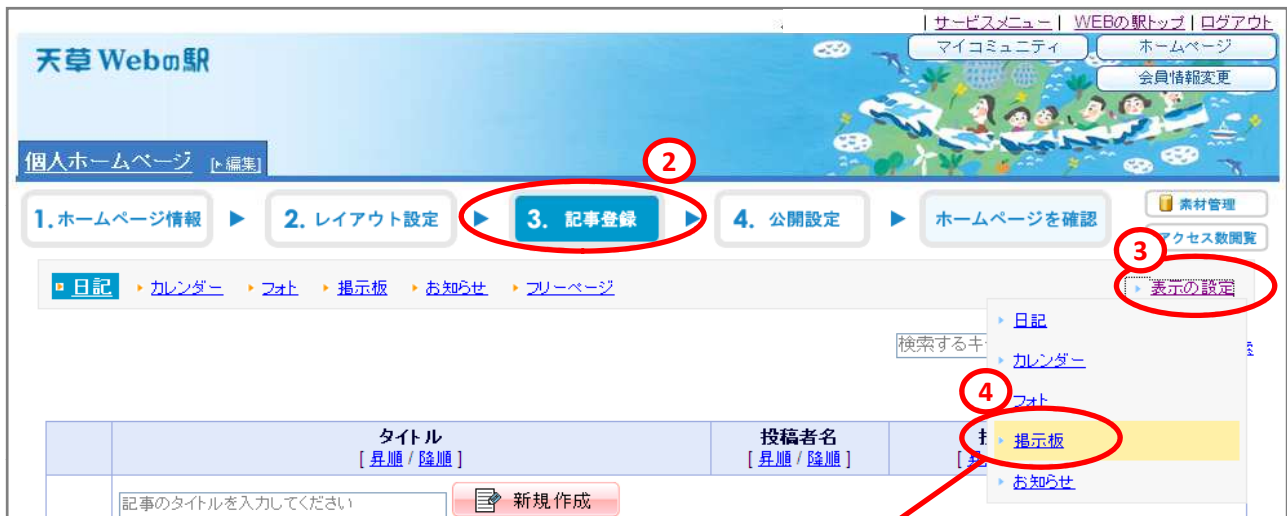 | サービスメニュー | WEBの駅トップ | ログアウト
天草 Webの駅
マイコミュニティ
ホームページ
会員情報変更
個人ホームページ [編集]
2
1. ホームページ情報
2. レイアウト設定
3. 記事登録
4. 公開設定
ホームページを確認
素材管理
アクセス数閲覧
3
日記 カレンダー フォト 掲示板 お知らせ フリーページ
表示の設定
検索するキ
日記
カレンダー
4
フォト
掲示板
お知らせ
タイトル
[ 昇順 / 降順 ]
投稿者名
[ 昇順 / 降順 ]
記事のタイトルを入力してください
新規作成